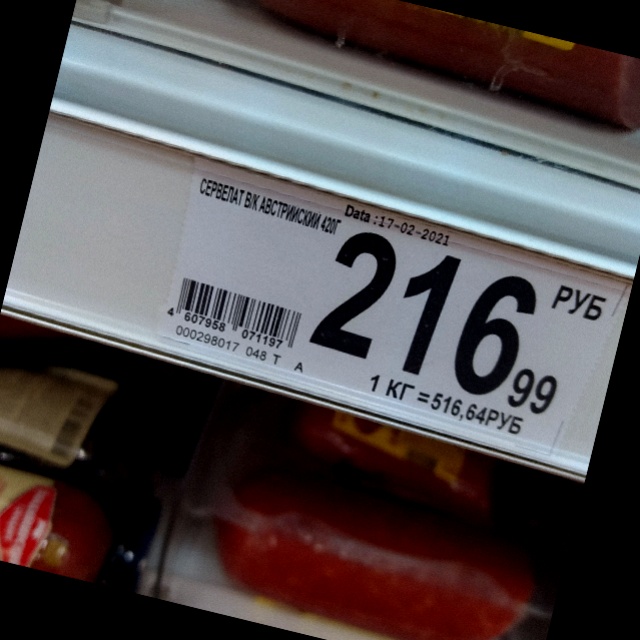 СЕРВЕЛАТ В/К АВСТРИЙСКИЙ 420Г
Data :17-02-2021
216 99 РУБ
4 607958 071197
000298017 048 Т А
1 КГ=516,64РУБ